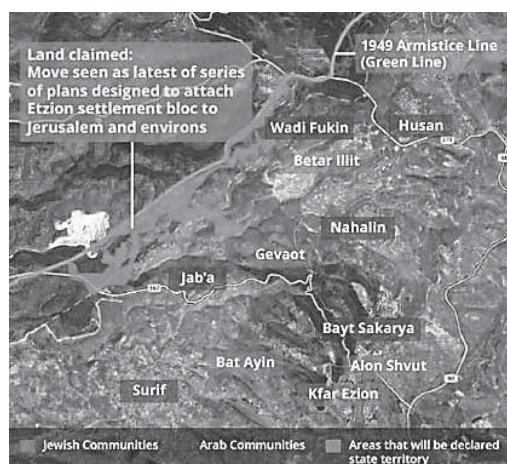 Land claimed:
Move seen as latest of series
of plans designed to attach
Etzion settlement bloc to
Jerusalem and environs
1949 Armistice Line
(Green Line)
Wadi Fukin
Husan
Betar Illit
Nahalin
Gevaot
Jab'a
367
Bayt Sakarya
Bat Ayin
Alon Shvut
Surif
Kfar Ezion
Jewish Communities
Arab Communities
Areas that will be declared
state territory